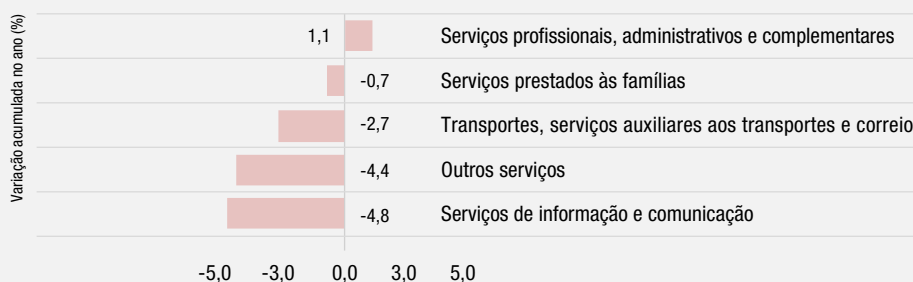 Variação acumulada no ano (%)
1,1 Serviços profissionais, administrativos e complementares
-0,7 Serviços prestados às famílias
-2,7 Transportes, serviços auxiliares aos transportes e correio
-4,4 Outros serviços
-4,8 Serviços de informação e comunicação
-5,0 -3,0 0,0 3,0 5,0